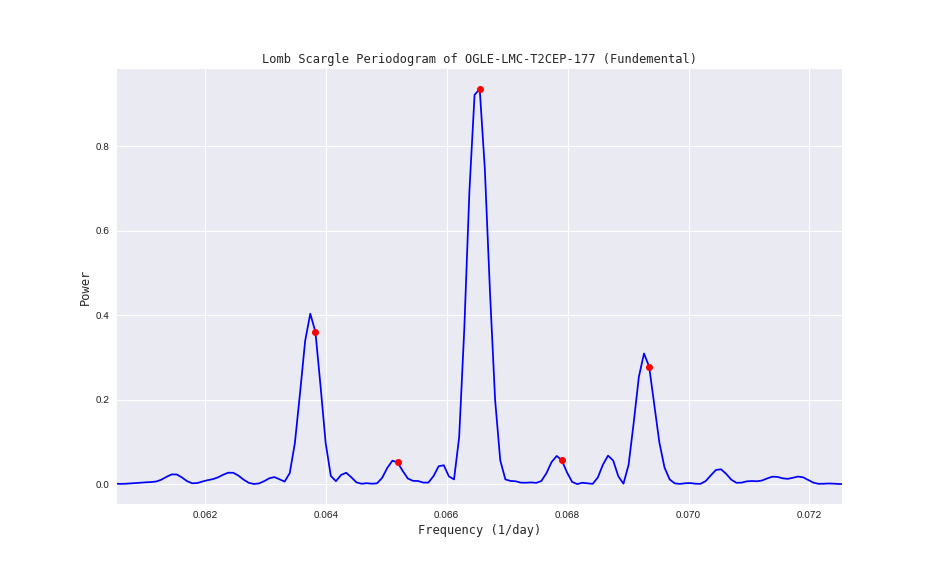 Lomb Scargle Periodogram of OGLE-LMC-T2CEP-177 (Fundemental)
0.8
0.6
0.4
0.2
0.0
Power
0.062 0.064 0.066 0.068 0.070 0.072
Frequency (1/day)